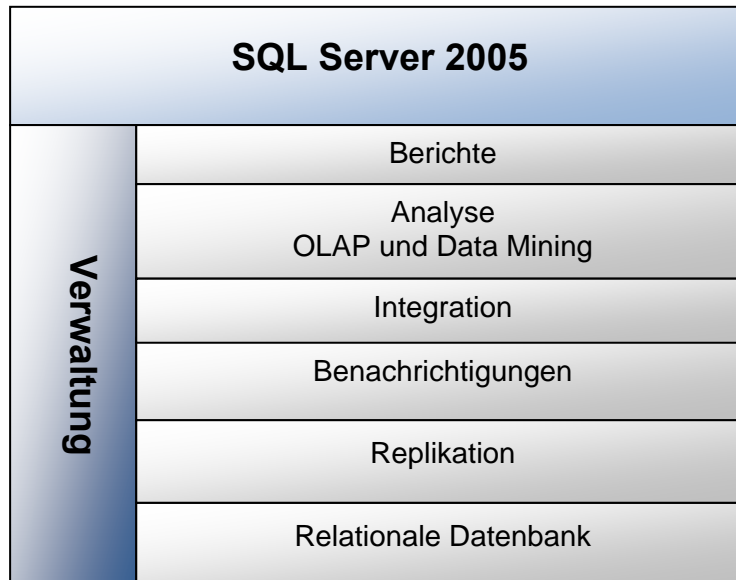 SQL Server 2005
Verwaltung
Berichte
Analyse
OLAP und Data Mining
Integration
Benachrichtigungen
Replikation
Relationale Datenbank